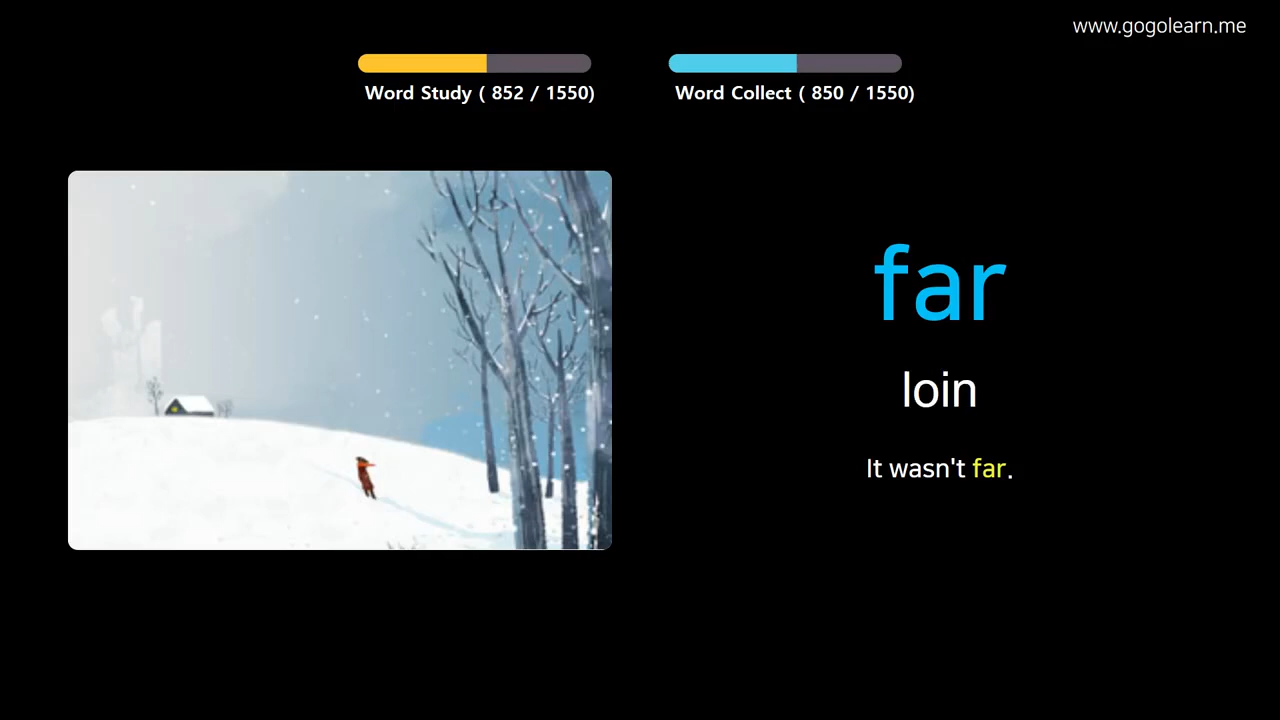 www.gogolearn.me
Word Study ( 852 / 1550)
Word Collect ( 850 / 1550)
far
loin
It wasn't far.